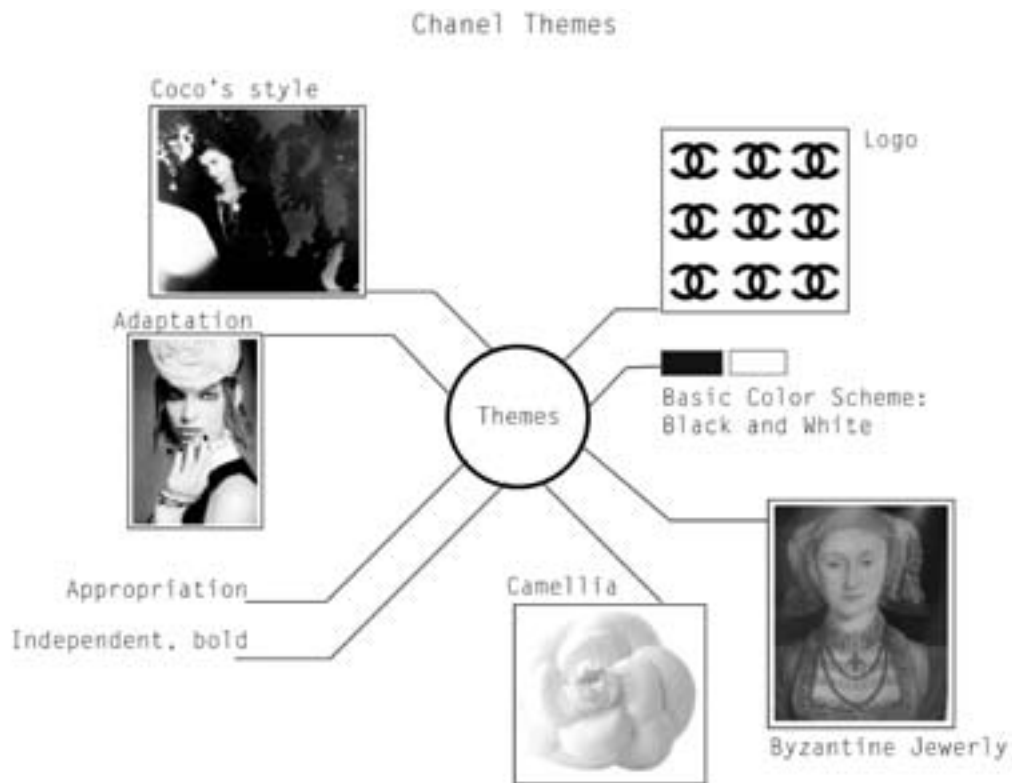 Chanel Themes
Coco's style
Logo
Adaptation
Themes
Basic Color Scheme:
Black and White
Appropriation
Independent, bold
Camellia
Byzantine Jewerly